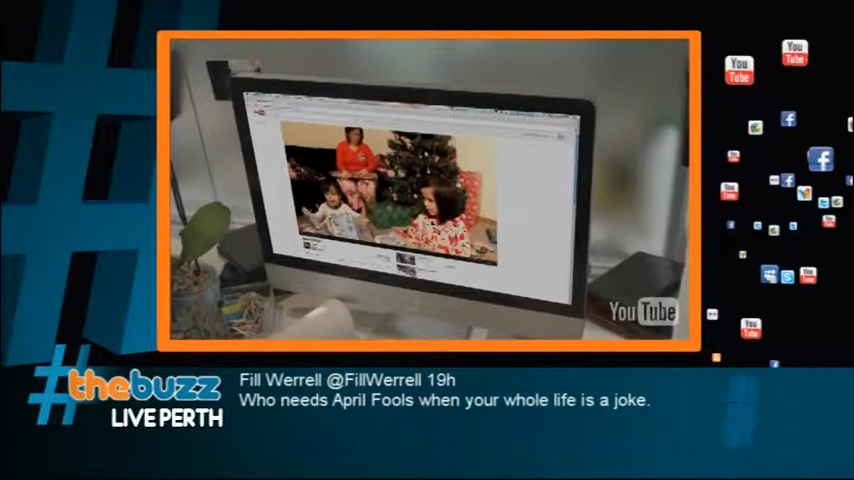 You
Tube
You
Tube
YouTube
#thebuzz
LIVE PERTH
Fill Werrell @FillWerrell 19h
Who needs April Fools when your whole life is a joke.